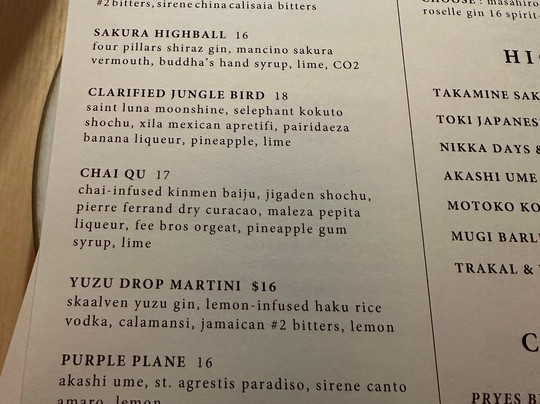 #2 bitters, sirene china calisaia bitters
SAKURA HIGHBALL 16
four pillars shiraz gin, mancino sakura
vermouth, buddha's hand syrup, lime, CO2
CLARIFIED JUNGLE BIRD 18
saint luna moonshine, selephant kokuto
shochu, xila mexican apretifi, pairidaeza
banana liqueur, pineapple, lime
CHAI QU 17
chai-infused kinmen baiju, jigaden shochu,
pierre ferrand dry curacao, maleza pepita
liqueur, fee bros orgeat, pineapple gum
syrup, lime
YUZU DROP MARTINI $16
skaalven yuzu gin, lemon-infused haku rice
vodka, calamansi, jamaican #2 bitters, lemon
PURPLE PLANE 16
akashi ume, st. agrestis paradiso, sirene canto
amaro, lemon
roselle gin 16 spirit-
HI
TAKAMINE SAK
TOKI JAPANES
NIKKA DAYS &
AKASHI UME
MOTOKO KO
MUGI BARL
TRAKAL &
C
PRYES B